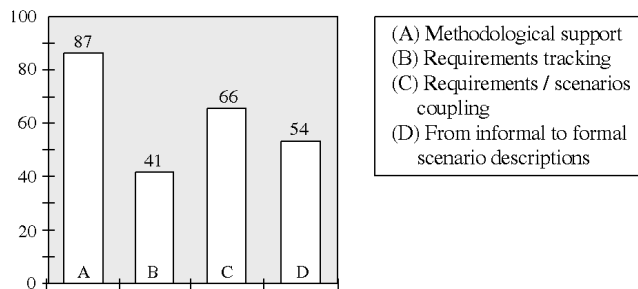 100
80
60
40
20
0
87
41
66
54
A
B
C
D
(A) Methodological support
(B) Requirements tracking
(C) Requirements / scenarios
coupling
(D) From informal to formal
scenario descriptions